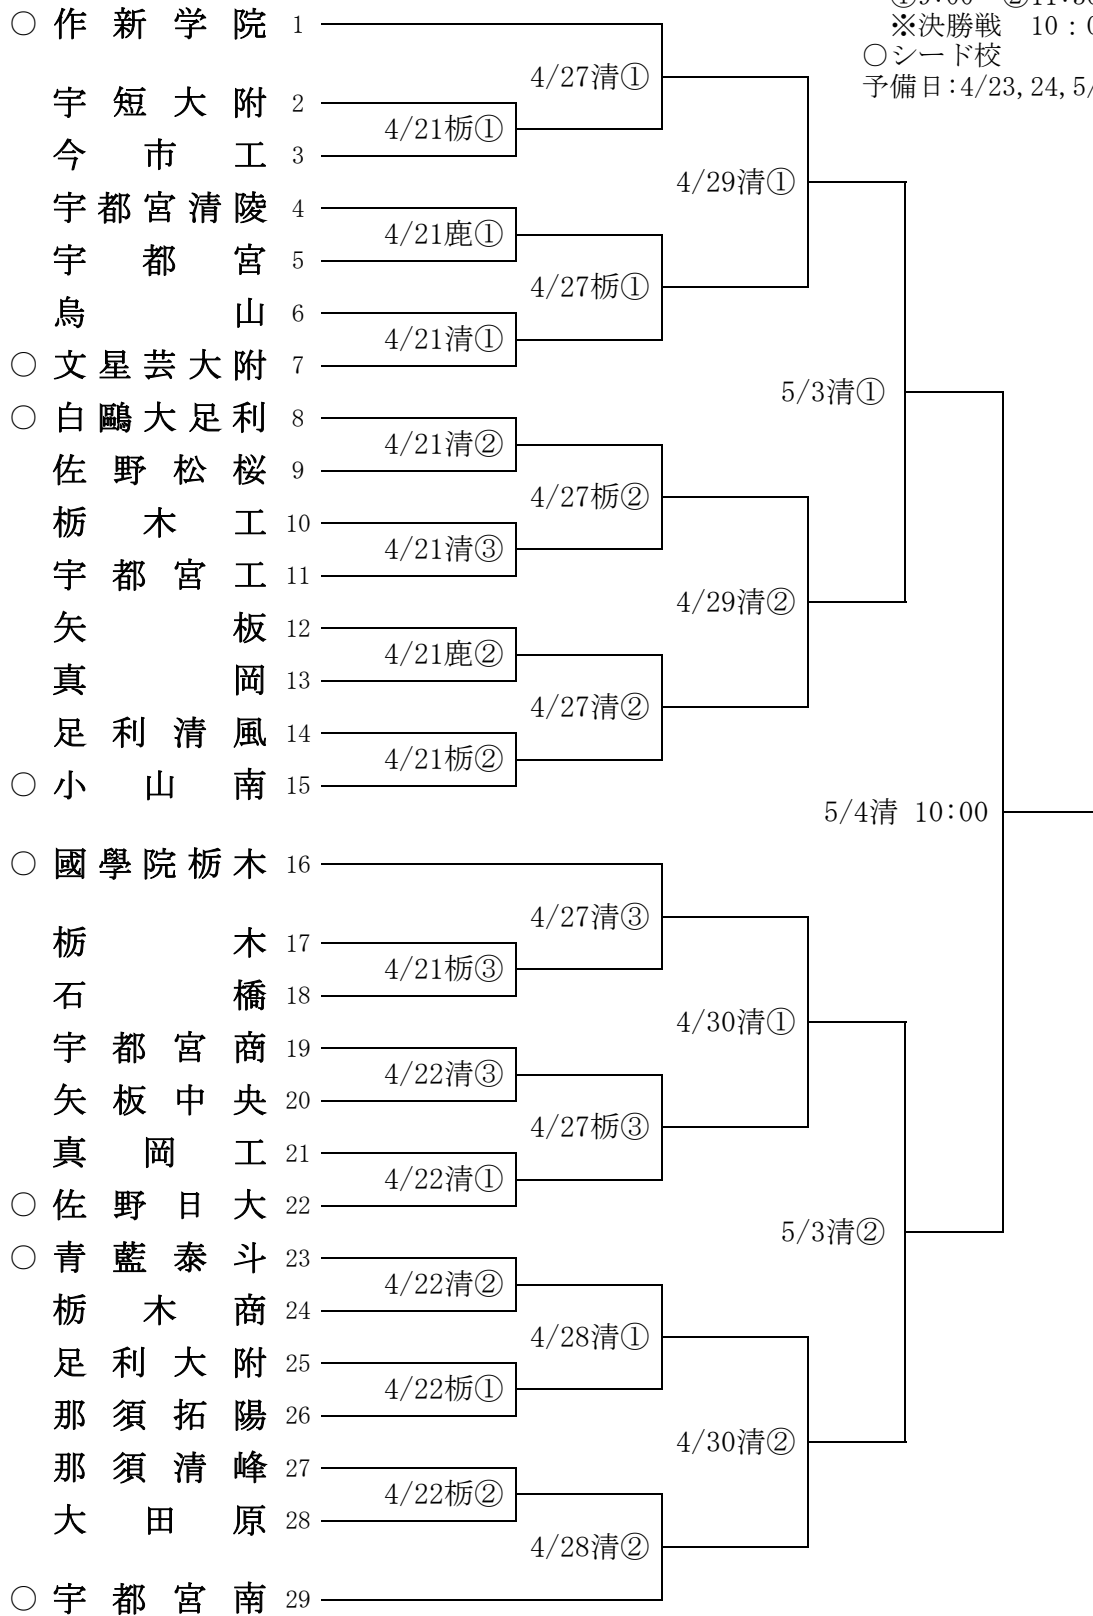 ※決勝戦
○シード校
予備日:4/23,24,5/
○ 作新学院 1
4/27清①
宇短大附 2
4/21栃①
今市工 3
4/29清①
宇都宮清陵 4
4/21鹿①
宇都宮 5
4/27栃①
烏山 6
4/21清①
○ 文星芸大附 7
5/3清①
○ 白鷗大足利 8
4/21清②
佐野松桜 9
4/27栃②
栃木工 10
4/21清③
宇都宮工 11
4/29清②
矢板 12
4/21鹿②
真岡 13
4/27清②
足利清風 14
4/21栃②
○ 小山南 15
5/4清 10:00
○ 國學院栃木 16
4/27清③
栃木 17
4/21栃③
石橋 18
4/30清①
宇都宮商 19
4/22清③
矢板中央 20
4/27栃③
真岡工 21
4/22清①
○ 佐野日大 22
5/3清②
○ 青藍泰斗 23
4/22清②
栃木商 24
4/28清①
足利大附 25
4/22栃①
那須拓陽 26
4/30清②
那須清峰 27
4/22栃②
大田原 28
4/28清②
○ 宇都宮南 29